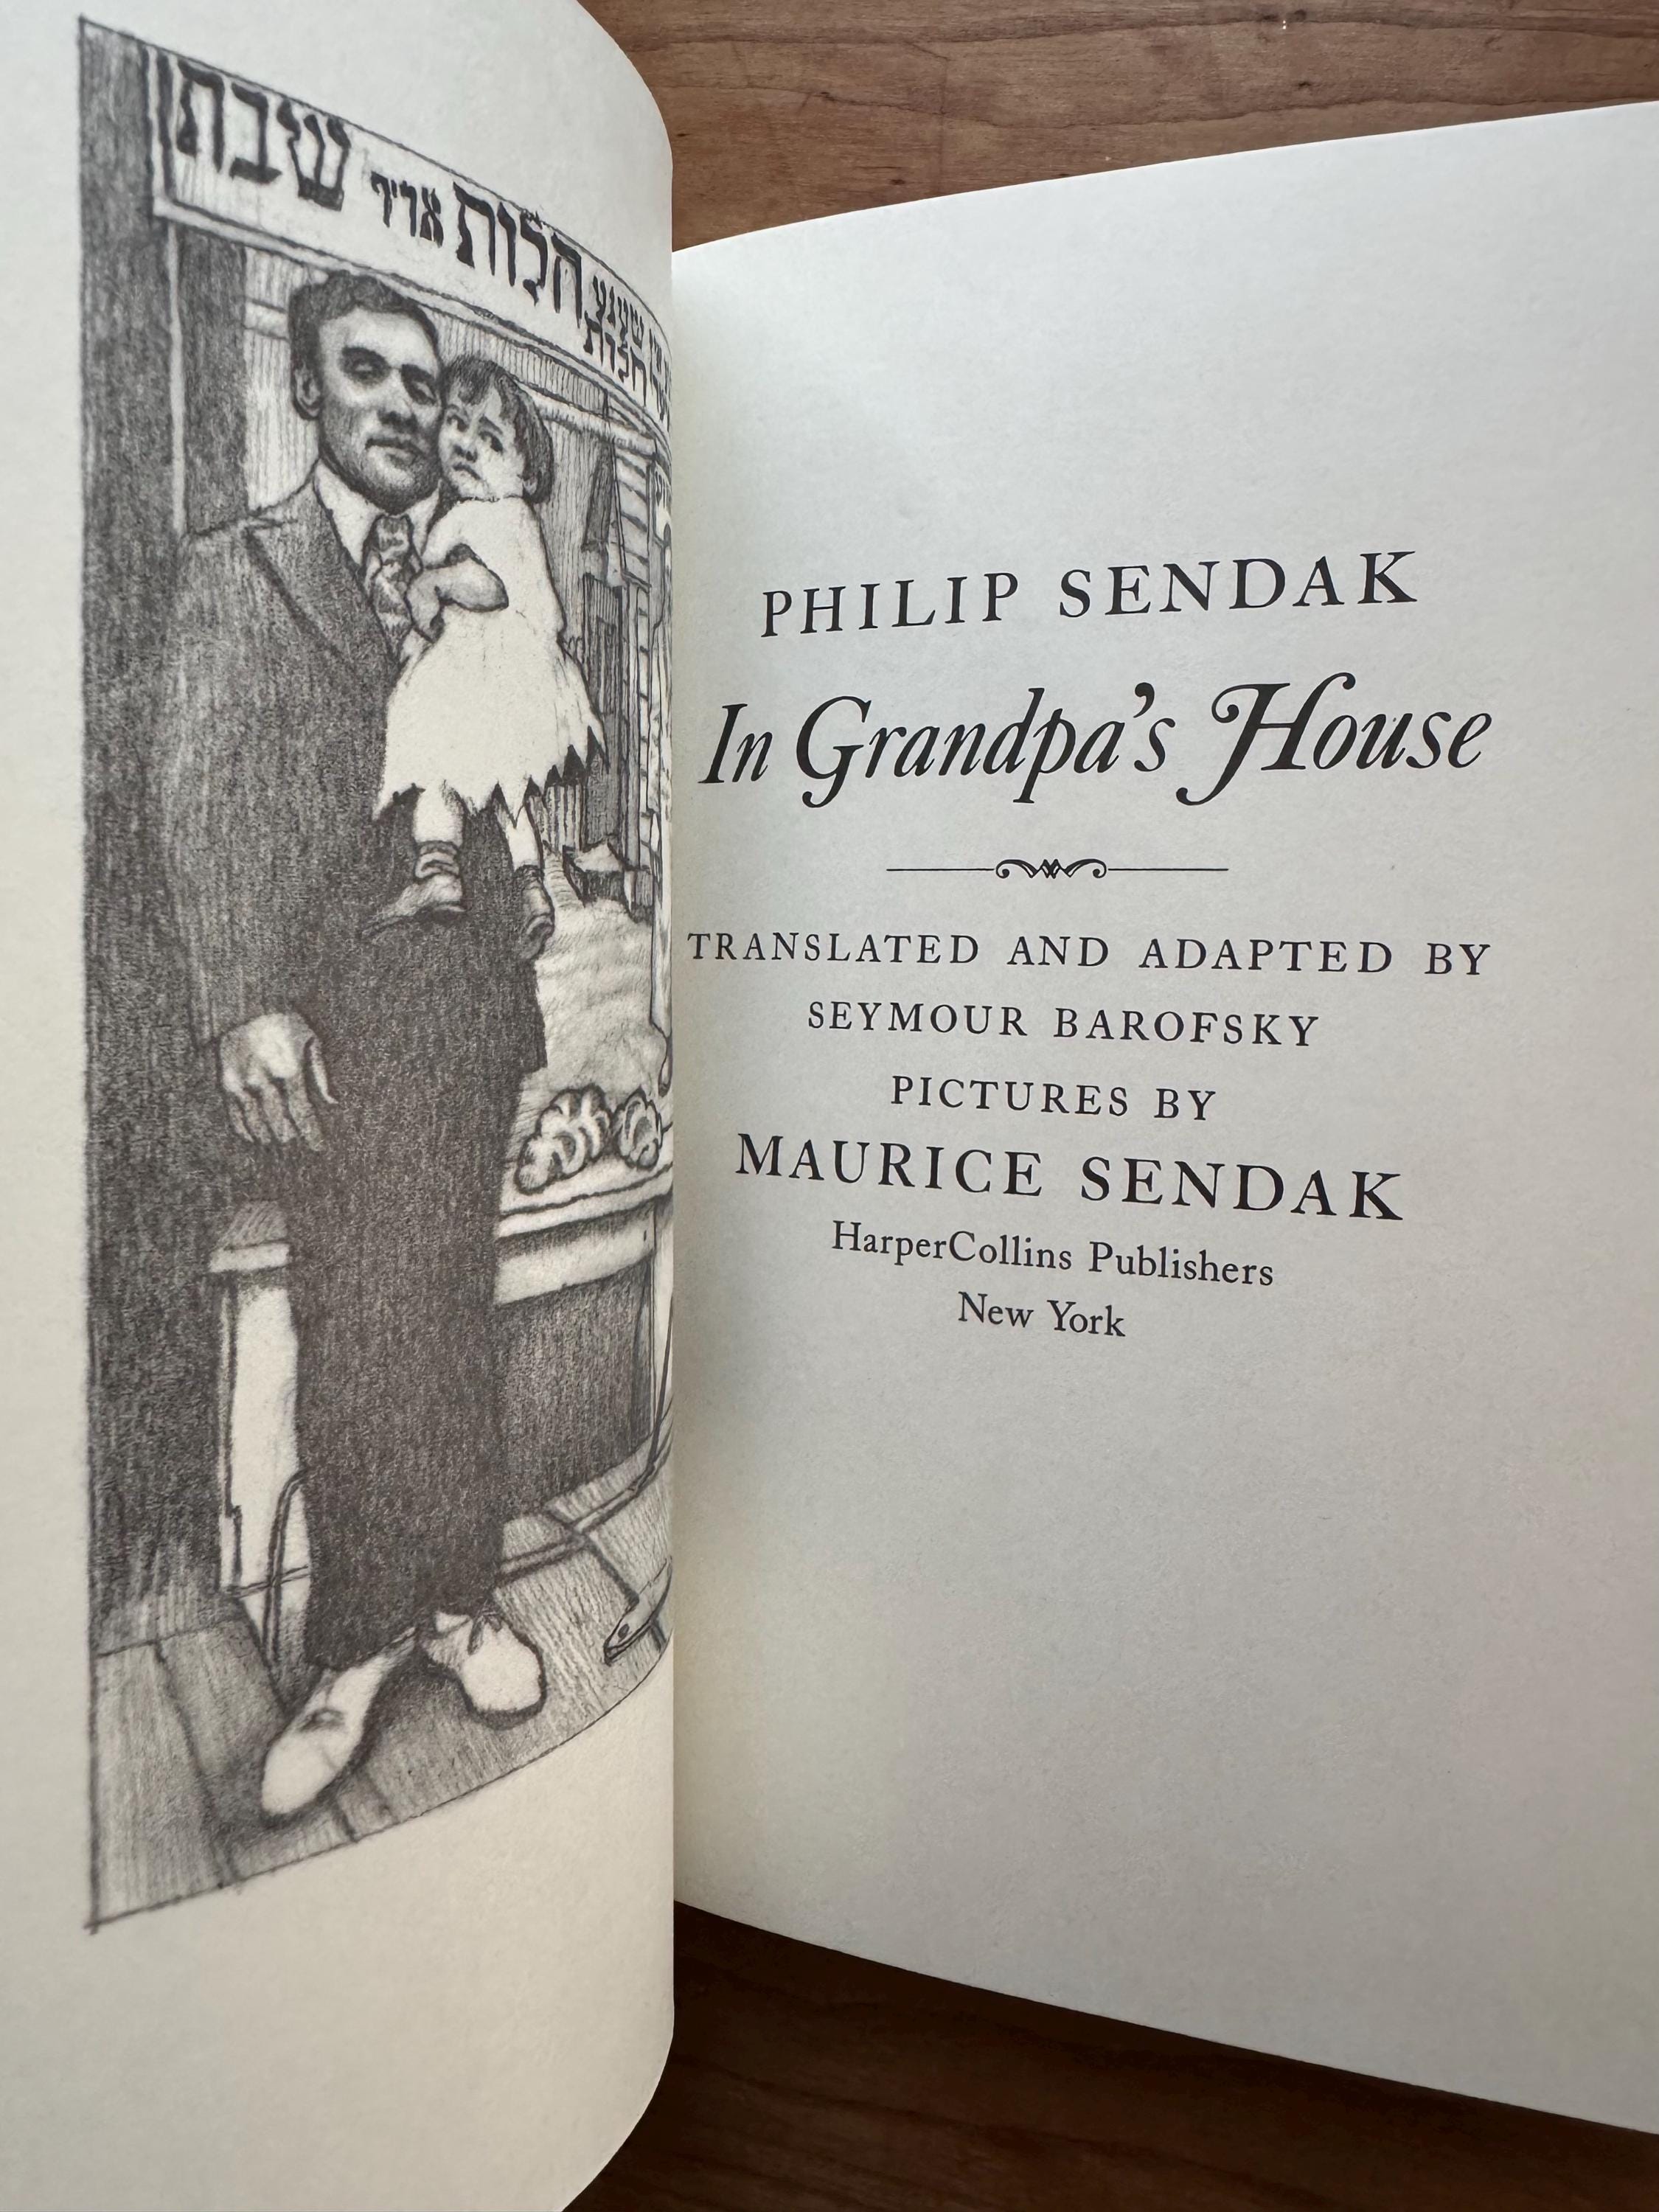 חלות אויף שבת
PHILIP SENDAK
In Grandpa's House
TRANSLATED AND ADAPTED BY
SEYMOUR BAROFSKY
PICTURES BY
MAURICE SENDAK
HarperCollins Publishers
New York